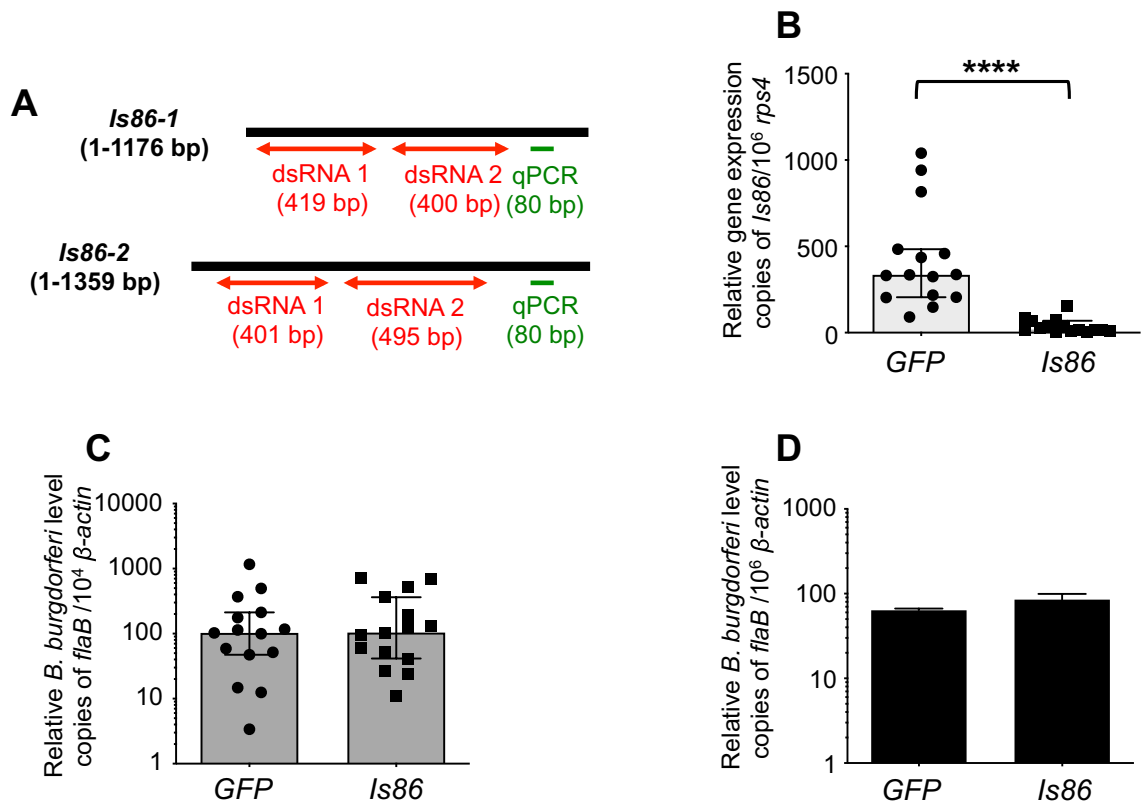 A
Is86-1
(1-1176 bp)
dsRNA 1
(419 bp)
dsRNA 2
(400 bp)
qPCR
(80 bp)
Is86-2
(1-1359 bp)
dsRNA 1
(401 bp)
dsRNA 2
(495 bp)
qPCR
(80 bp)
B
Relative gene expression
copies of Is86/10⁶ rps4
1500
1000
500
0
****
GFP
Is86
C
Relative B. burgdorferi level
copies of flaB /10⁴ β-actin
10000
1000
100
10
1
GFP
Is86
D
Relative B. burgdorferi level
copies of flaB /10⁶ β-actin
1000
100
10
1
GFP
Is86